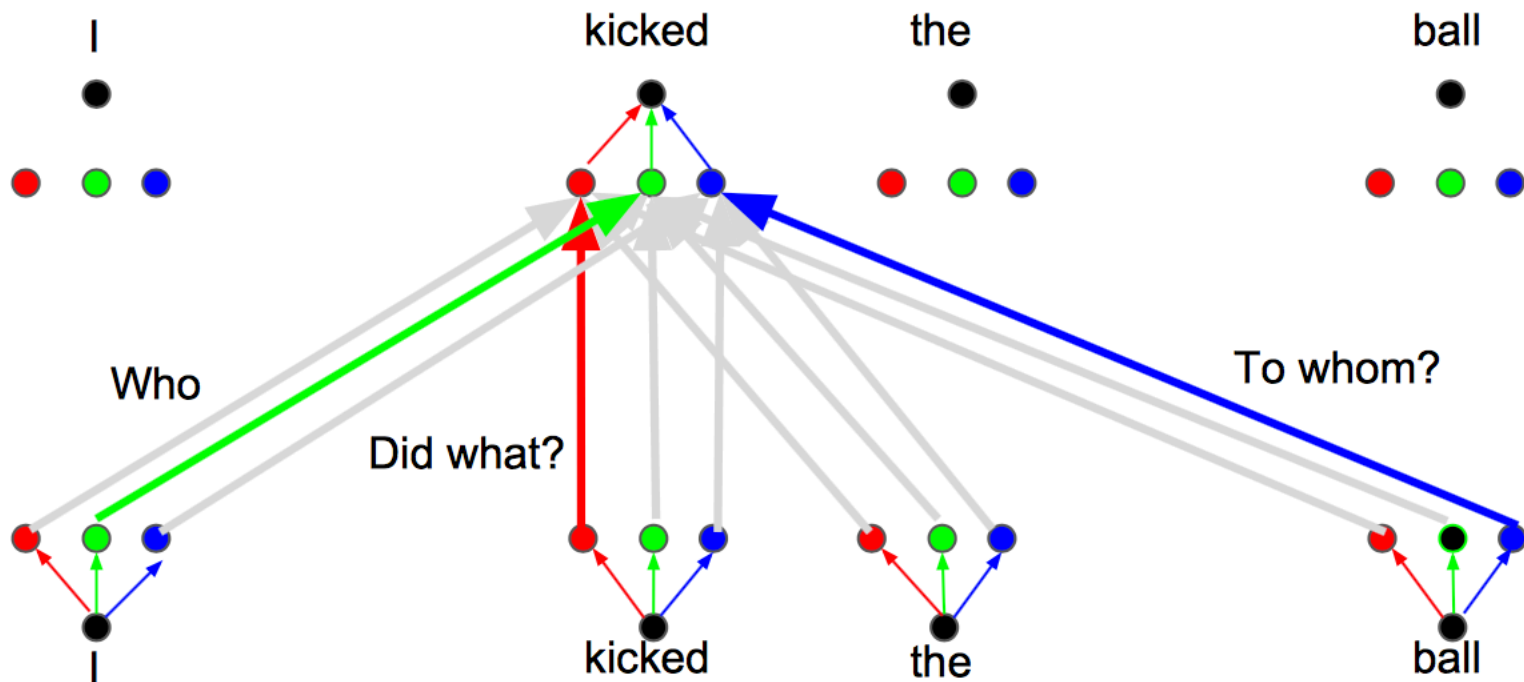 I kicked the ball
Who
To whom?
Did what?
I kicked the ball